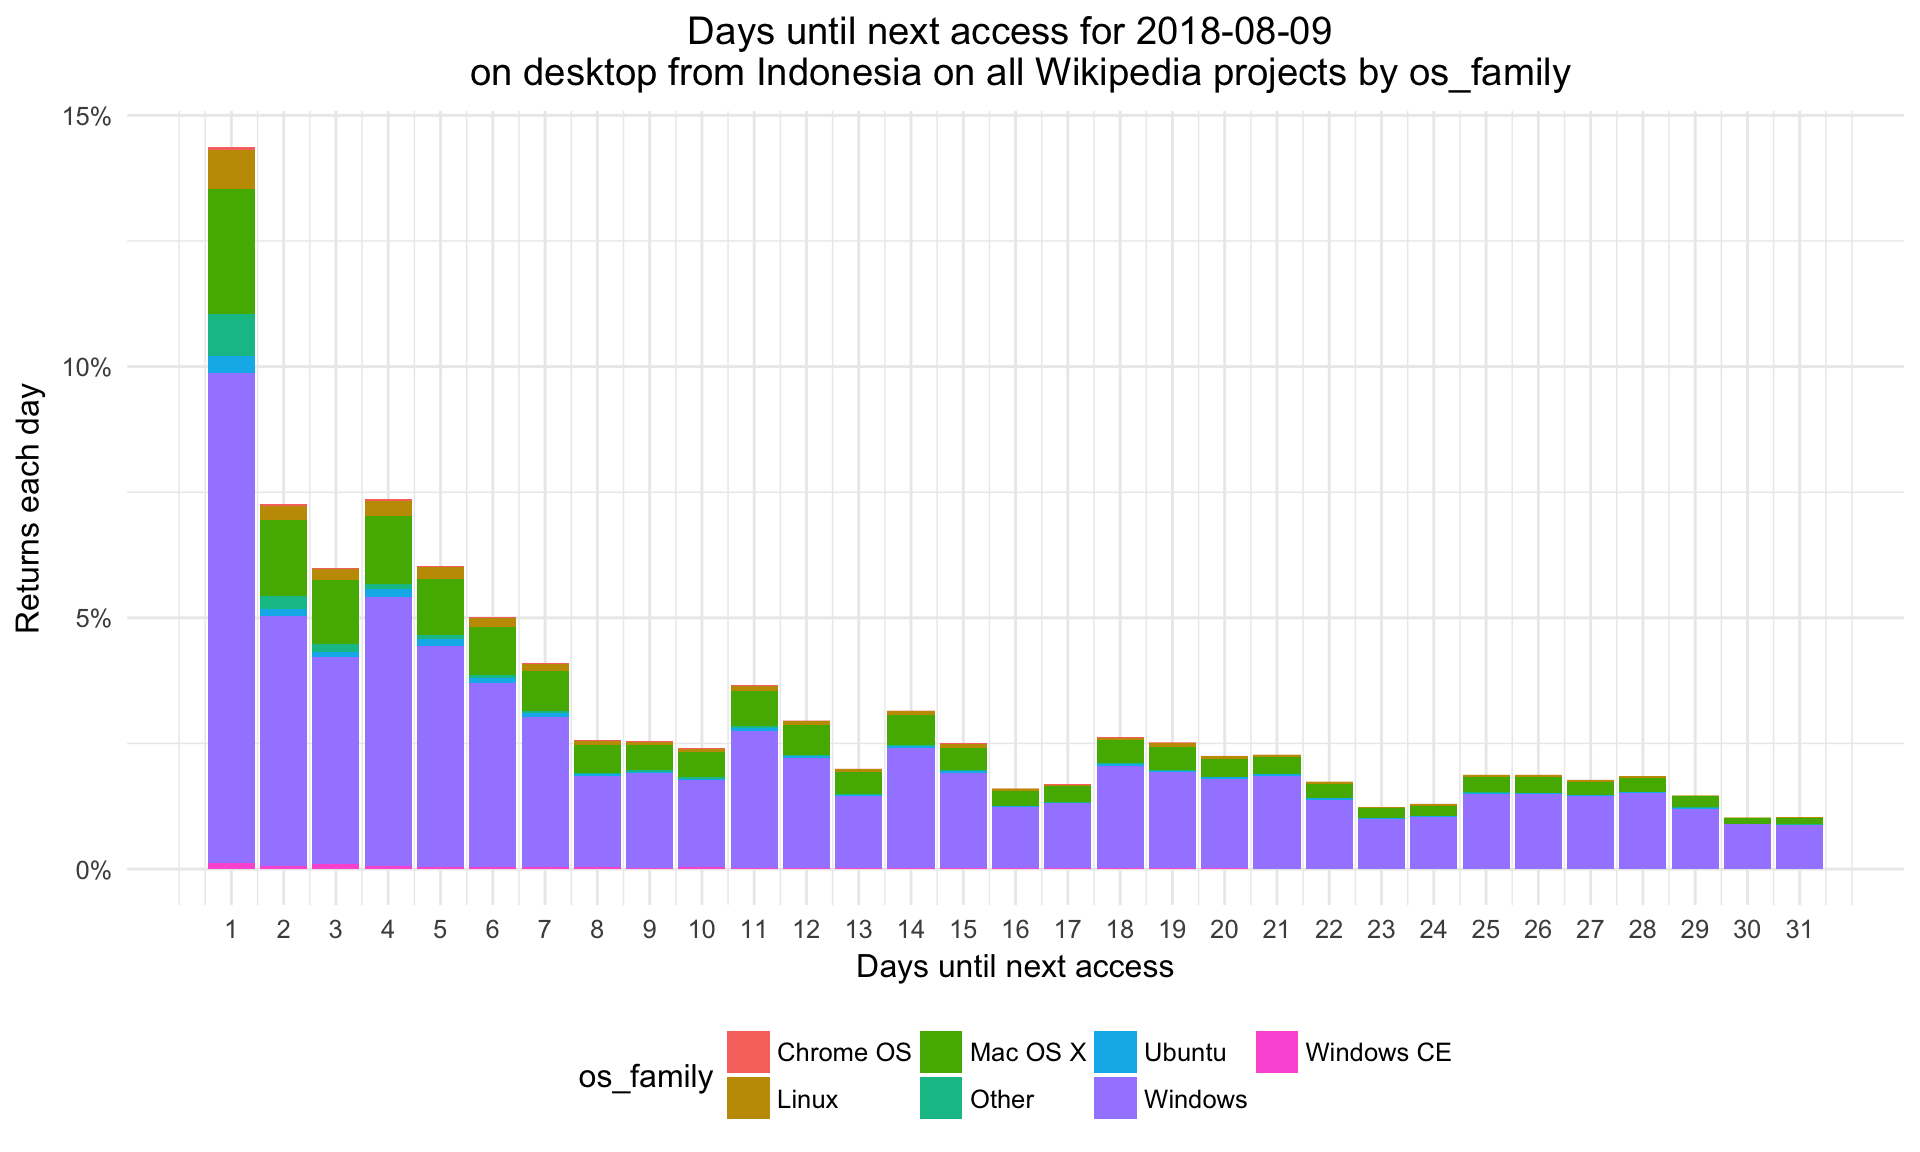 Days until next access for 2018-08-09
on desktop from Indonesia on all Wikipedia projects by os_family
Returns each day
15%
10%
5%
0%
1 2 3 4 5 6 7 8 9 10 11 12 13 14 15 16 17 18 19 20 21 22 23 24 25 26 27 28 29 30 31
Days until next access
os_family
Chrome OS Mac OS X Ubuntu Windows CE
Linux Other Windows